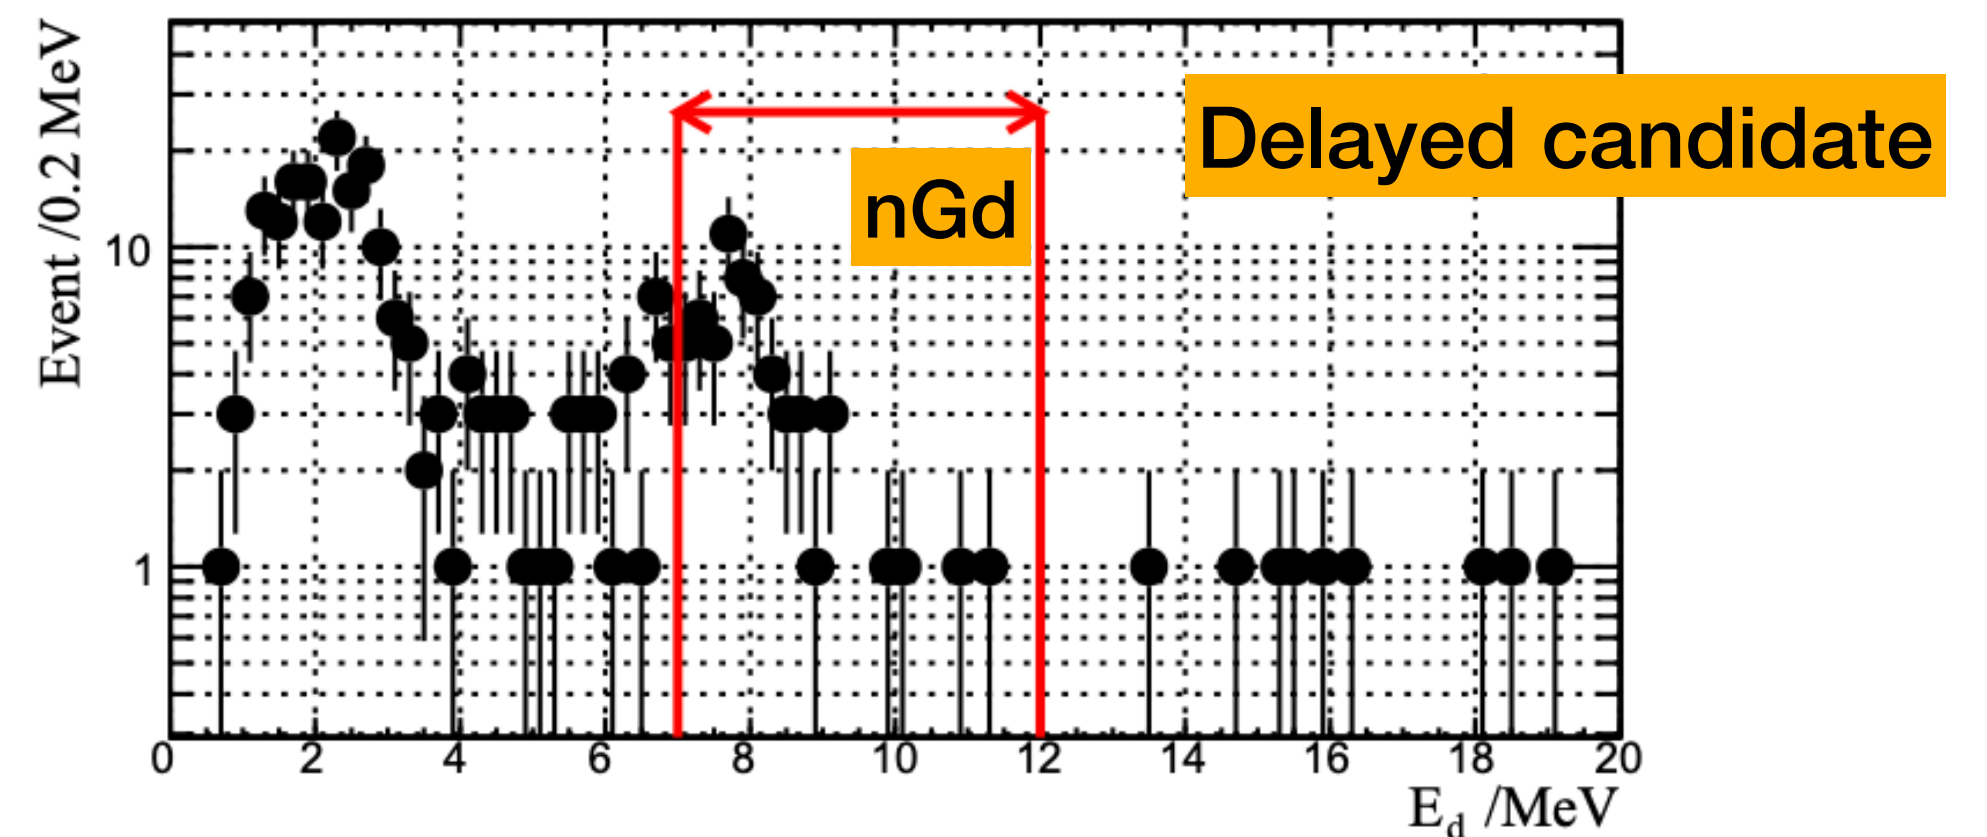 Event /0.2 MeV
10
1
Delayed candidate
nGd
0 2 4 6 8 10 12 14 16 18 20
E_d /MeV